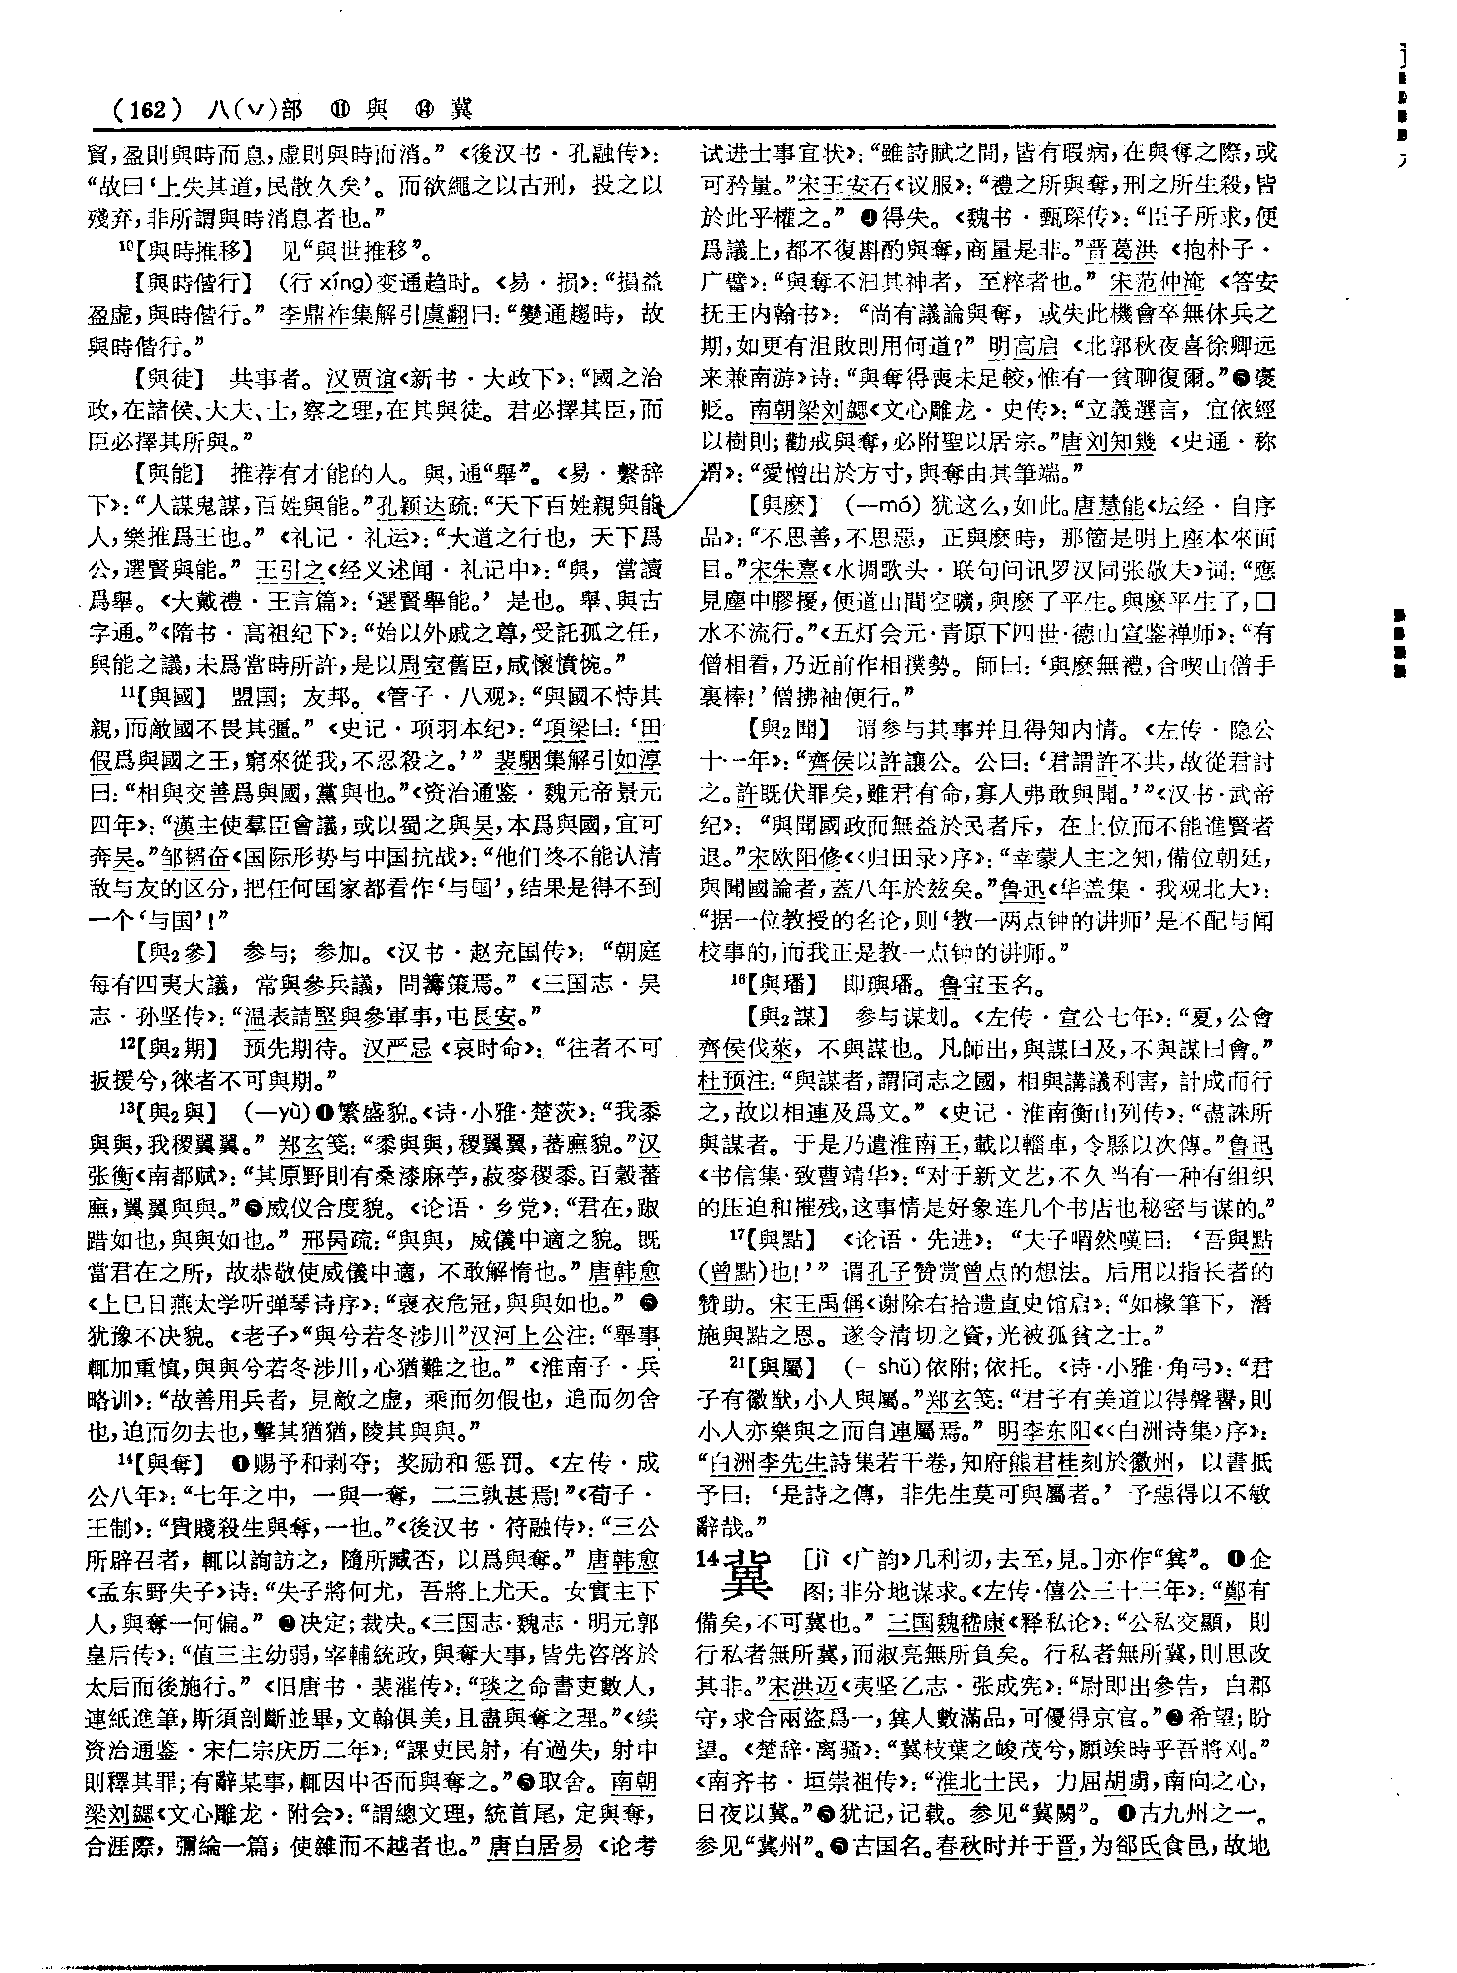 (162) 八(丷)部 ⑪ 與 ⑭ 冀
貿,盈則與時而息,虛則與時而消。”《後汉书·孔融传》:
“故曰‘上失其道,民散久矣’。而欲繩之以古刑,投之以
殘弃,非所謂與時消息者也。”
10【與時推移】 见“與世推移”。
【與時偕行】 (行 xíng)变通趋时。《易·损》:“損益
盈虛,與時偕行。”李鼎祚集解引虞翻曰:“變通趨時,故
與時偕行。”
【與徒】 共事者。汉贾谊《新书·大政下》:“國之治
政,在諸侯、大夫、士,察之理,在其與徒。君必擇其臣,而
臣必擇其所與。”
【與能】 推荐有才能的人。與,通“舉”。《易·繫辞
下》:“人謀鬼謀,百姓與能。”孔颖达疏:“天下百姓親與能
人,樂推爲王也。”《礼记·礼运》:“大道之行也,天下爲
公,選賢與能。”王引之《经义述闻·礼记中》:“與,當讀
爲舉。《大戴禮·王言篇》:‘選賢舉能。’是也。舉、與古
字通。”《隋书·高祖纪下》:“始以外戚之尊,受託孤之任,
與能之議,未爲當時所許,是以周室舊臣,咸懷憤惋。”
11【與國】 盟国;友邦。《管子·八观》:“與國不恃其
親,而敵國不畏其彊。”《史记·项羽本纪》:“項梁曰:‘田
假爲與國之王,窮來從我,不忍殺之。’”裴駰集解引如淳
曰:“相與交善爲與國,黨與也。”《资治通鉴·魏元帝景元
四年》:“漢主使羣臣會議,或以蜀之與吴,本爲與國,宜可
奔吴。”邹韬奋《国际形势与中国抗战》:“他们终不能认清
敌与友的区分,把任何国家都看作‘与国’,结果是得不到
一个‘与国’!”
【與2參】 参与;参加。《汉书·赵充国传》:“朝庭
每有四夷大議,常與參兵謀,問籌策焉。”《三国志·吴
志·孙坚传》:“温表請堅與參軍事,屯長安。”
12【與2期】 预先期待。汉严忌《哀时命》:“往者不可
扳援兮,徠者不可與期。”
13【與2與】 (—yù)❶繁盛貌。《诗·小雅·楚茨》:“我黍
與與,我稷翼翼。”郑玄笺:“黍與與,稷翼翼,蕃廡貌。”汉
张衡《南都赋》:“其原野則有桑漆麻苧,菽麥稷黍。百穀蕃
廡,翼翼與與。”❷威仪合度貌。《论语·乡党》:“君在,踧
踖如也,與與如也。”邢昺疏:“與與,威儀中適之貌。既
當君在之所,故恭敬使威儀中適,不敢解惰也。”唐韩愈
《上巳日燕太学听弹琴诗序》:“褒衣危冠,與與如也。”❸
犹豫不决貌。《老子》“與兮若冬涉川”汉河上公注:“舉事
輒加重慎,與與兮若冬涉川,心猶難之也。”《淮南子·兵
略训》:“故善用兵者,見敵之虛,乘而勿假也,追而勿舍
也,迫而勿去也,擊其猶猶,陵其與與。”
14【與奪】 ❶赐予和剥夺;奖励和惩罚。《左传·成
公八年》:“七年之中,一與一奪,二三孰甚焉!”《荀子·
王制》:“貴賤殺生與奪,一也。”《後汉书·符融传》:“三公
所辟召者,輒以詢訪之,隨所臧否,以爲與奪。”唐韩愈
《孟东野失子》诗:“失子將何尤,吾將上尤天。女實主下
人,與奪一何偏。”❷决定;裁决。《三国志·魏志·明元郭
皇后传》:“值三主幼弱,宰輔統政,與奪大事,皆先咨啓於
太后而後施行。”《旧唐书·裴漼传》:“琰之命書吏數人,
連紙進筆,斯須剖斷並畢,文翰俱美,且盡與奪之理。”《续
资治通鉴·宋仁宗庆历二年》:“課吏民射,有過失,射中
則釋其罪;有辭某事,輒因中否而與奪之。”❸取舍。南朝
梁刘勰《文心雕龙·附会》:“謂總文理,統首尾,定與奪,
合涯際,彌綸一篇,使雜而不越者也。”唐白居易《论考
试进士事宜状》:“雖詩賦之間,皆有瑕病,在與奪之際,或
可矜量。”宋王安石《议服》:“禮之所與奪,刑之所生殺,皆
於此乎權之。”❹得失。《魏书·甄琛传》:“臣子所求,便
爲議上,都不復斟酌與奪,商量是非。”晋葛洪《抱朴子·
广譬》:“與奪不汩其神者,至粹者也。”宋范仲淹《答安
抚王内翰书》:“尚有議論與奪,或失此機會卒無休兵之
期,如更有沮敗則用何道?”明高启《北郭秋夜喜徐卿远
来兼南游》诗:“與奪得喪未足較,惟有一貧聊復爾。”❺褒
贬。南朝梁刘勰《文心雕龙·史传》:“立義選言,宜依經
以樹則;勸戒與奪,必附聖以居宗。”唐刘知幾《史通·称
谓》:“愛憎出於方寸,與奪由其筆端。”
【與麽】 (—mó)犹这么,如此。唐慧能《坛经·自序
品》:“不思善,不思惡,正與麽時,那箇是明上座本來面
目。”宋朱熹《水调歌头·联句问讯罗汉同张敬夫》词:“應
見塵中膠擾,便道山間空曠,與麽了平生。與麽平生了,□
水不流行。”《五灯会元·青原下四世·德山宣鉴禅师》:“有
僧相看,乃近前作相撲勢。師曰:‘與麽無禮,合喫山僧手
裏棒!’僧拂袖便行。”
【與2聞】 谓参与其事并且得知内情。《左传·隐公
十一年》:“齊侯以許讓公。公曰:‘君謂許不共,故從君討
之。許既伏罪矣,雖君有命,寡人弗敢與聞。’”《汉书·武帝
纪》:“與聞國政而無益於民者斥,在上位而不能進賢者
退。”宋欧阳修《〈归田录〉序》:“幸蒙人主之知,備位朝廷,
與聞國論者,蓋八年於兹矣。”鲁迅《华盖集·我观北大》:
“据一位教授的名论,则‘教一两点钟的讲师’是不配与闻
校事的,而我正是教一点钟的讲师。”
16【與璠】 即璵璠。鲁宝玉名。
【與2謀】 参与谋划。《左传·宣公七年》:“夏,公會
齊侯伐萊,不與謀也。凡師出,與謀曰及,不與謀曰會。”
杜预注:“與謀者,謂同志之國,相與講議利害,計成而行
之,故以相連及爲文。”《史记·淮南衡山列传》:“盡誅所
與謀者。于是乃遣淮南王,載以輜車,令縣以次傳。”鲁迅
《书信集·致曹靖华》:“对于新文艺,不久当有一种有组织
的压迫和摧残,这事情是好象连几个书店也秘密与谋的。”
17【與點】 《论语·先进》:“夫子喟然嘆曰:‘吾與點
(曾點)也!’”谓孔子赞赏曾点的想法。后用以指长者的
赞助。宋王禹偁《谢除右拾遗直史馆启》:“如椽筆下,潛
施與點之恩。遂令清切之資,光被孤貧之士。”
21【與屬】 (—shǔ)依附;依托。《诗·小雅·角弓》:“君
子有徽猷,小人與屬。”郑玄笺:“君子有美道以得聲譽,則
小人亦樂與之而自連屬焉。”明李东阳《〈白洲诗集〉序》:
“白洲李先生詩集若干卷,知府熊君桂刻於徽州,以書抵
予曰:‘是詩之傳,非先生莫可與屬者。’予惡得以不敏
辭哉。”
14冀 [jì《广韵》几利切,去至,見。]亦作“兾”。❶企
图;非分地谋求。《左传·僖公三十三年》:“鄭有
備矣,不可冀也。”三国魏嵇康《释私论》:“公私交顯,則
行私者無所冀,而淑亮無所負矣。行私者無所冀,則思改
其非。”宋洪迈《夷坚乙志·张成宪》:“尉即出參告,白郡
守,求合兩盜爲一,兾人數滿品,可優得京官。”❷希望;盼
望。《楚辞·离骚》:“冀枝葉之峻茂兮,願竢時乎吾將刈。”
《南齐书·垣崇祖传》:“淮北士民,力屈胡虜,南向之心,
日夜以冀。”❸犹记,记载。参见“冀闕”。❹古九州之一。
参见“冀州”。❺古国名。春秋时并于晋,为郤氏食邑,故地